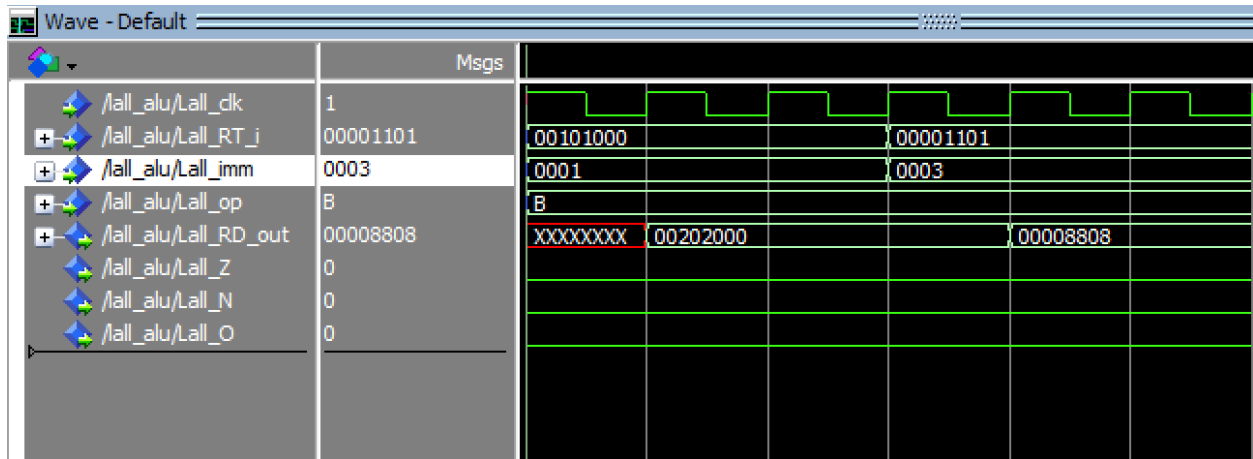 Wave - Default
Msgs
/lall_alu/Lall_clk 1
/lall_alu/Lall_RT_i 00001101 00101000 00001101
/lall_alu/Lall_imm 0003 0001 0003
/lall_alu/Lall_op B B
/lall_alu/Lall_RD_out 00008808 XXXXXXXX 00202000 00008808
/lall_alu/Lall_Z 0
/lall_alu/Lall_N 0
/lall_alu/Lall_O 0